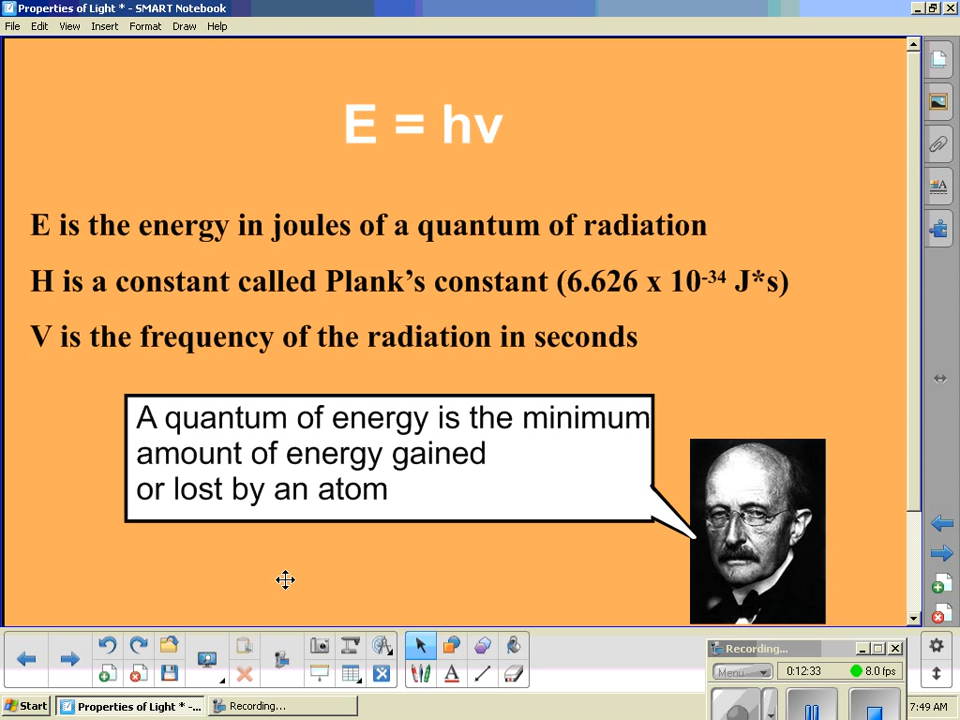 Properties of Light * - SMART Notebook
File Edit View Insert Format Draw Help
E = hv
E is the energy in joules of a quantum of radiation
H is a constant called Plank's constant (6.626 x 10-34 J*s)
V is the frequency of the radiation in seconds
A quantum of energy is the minimum
amount of energy gained
or lost by an atom
Recording...
Menu 0:12:33 8.0 fps
Start Properties of Light * -... Recording... 7:49 AM